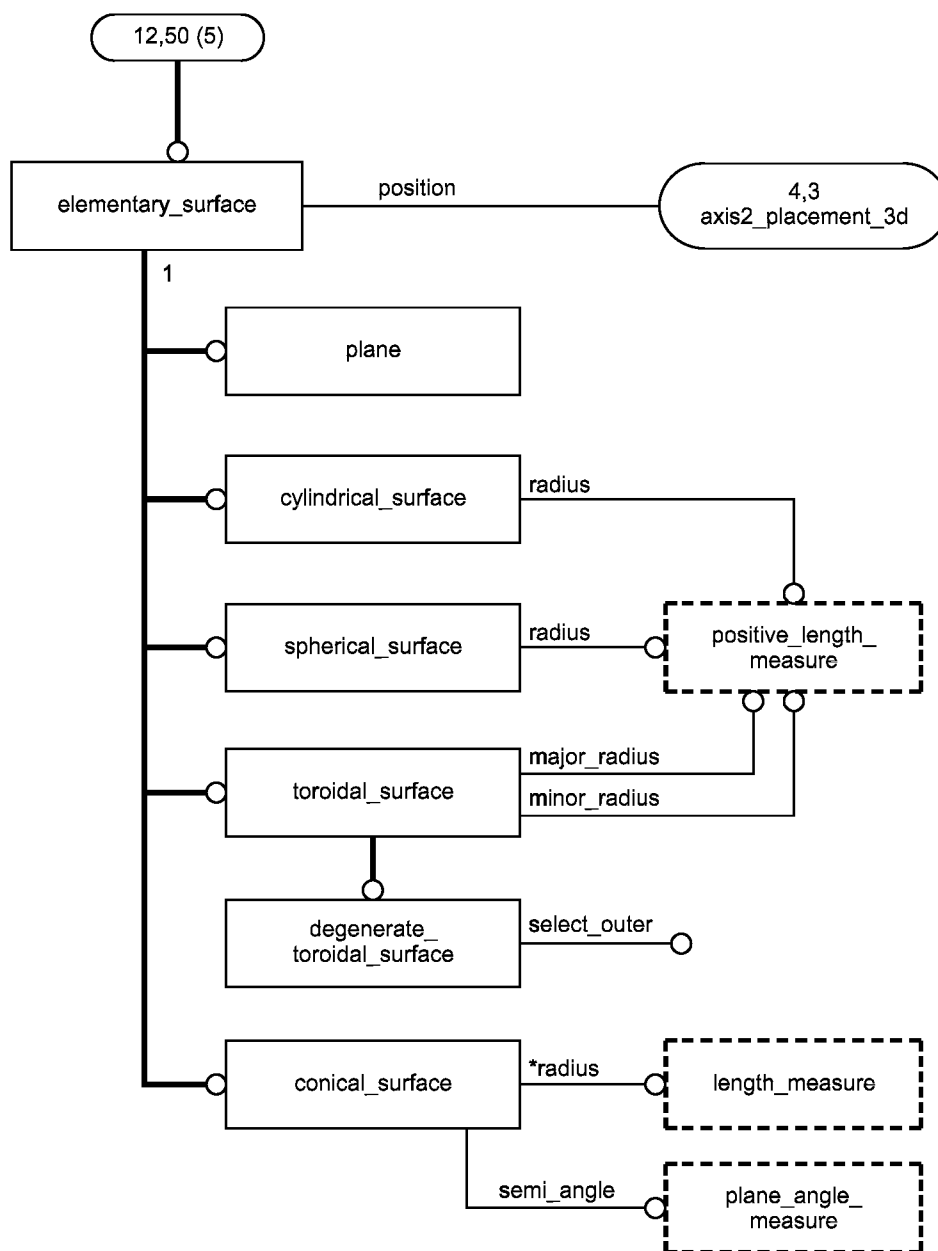 12,50 (5)
elementary_surface
position
4,3
axis2_placement_3d
1
plane
cylindrical_surface
radius
spherical_surface
radius
positive_length_
measure
toroidal_surface
major_radius
minor_radius
degenerate_
toroidal_surface
select_outer
conical_surface
*radius
length_measure
semi_angle
plane_angle_
measure